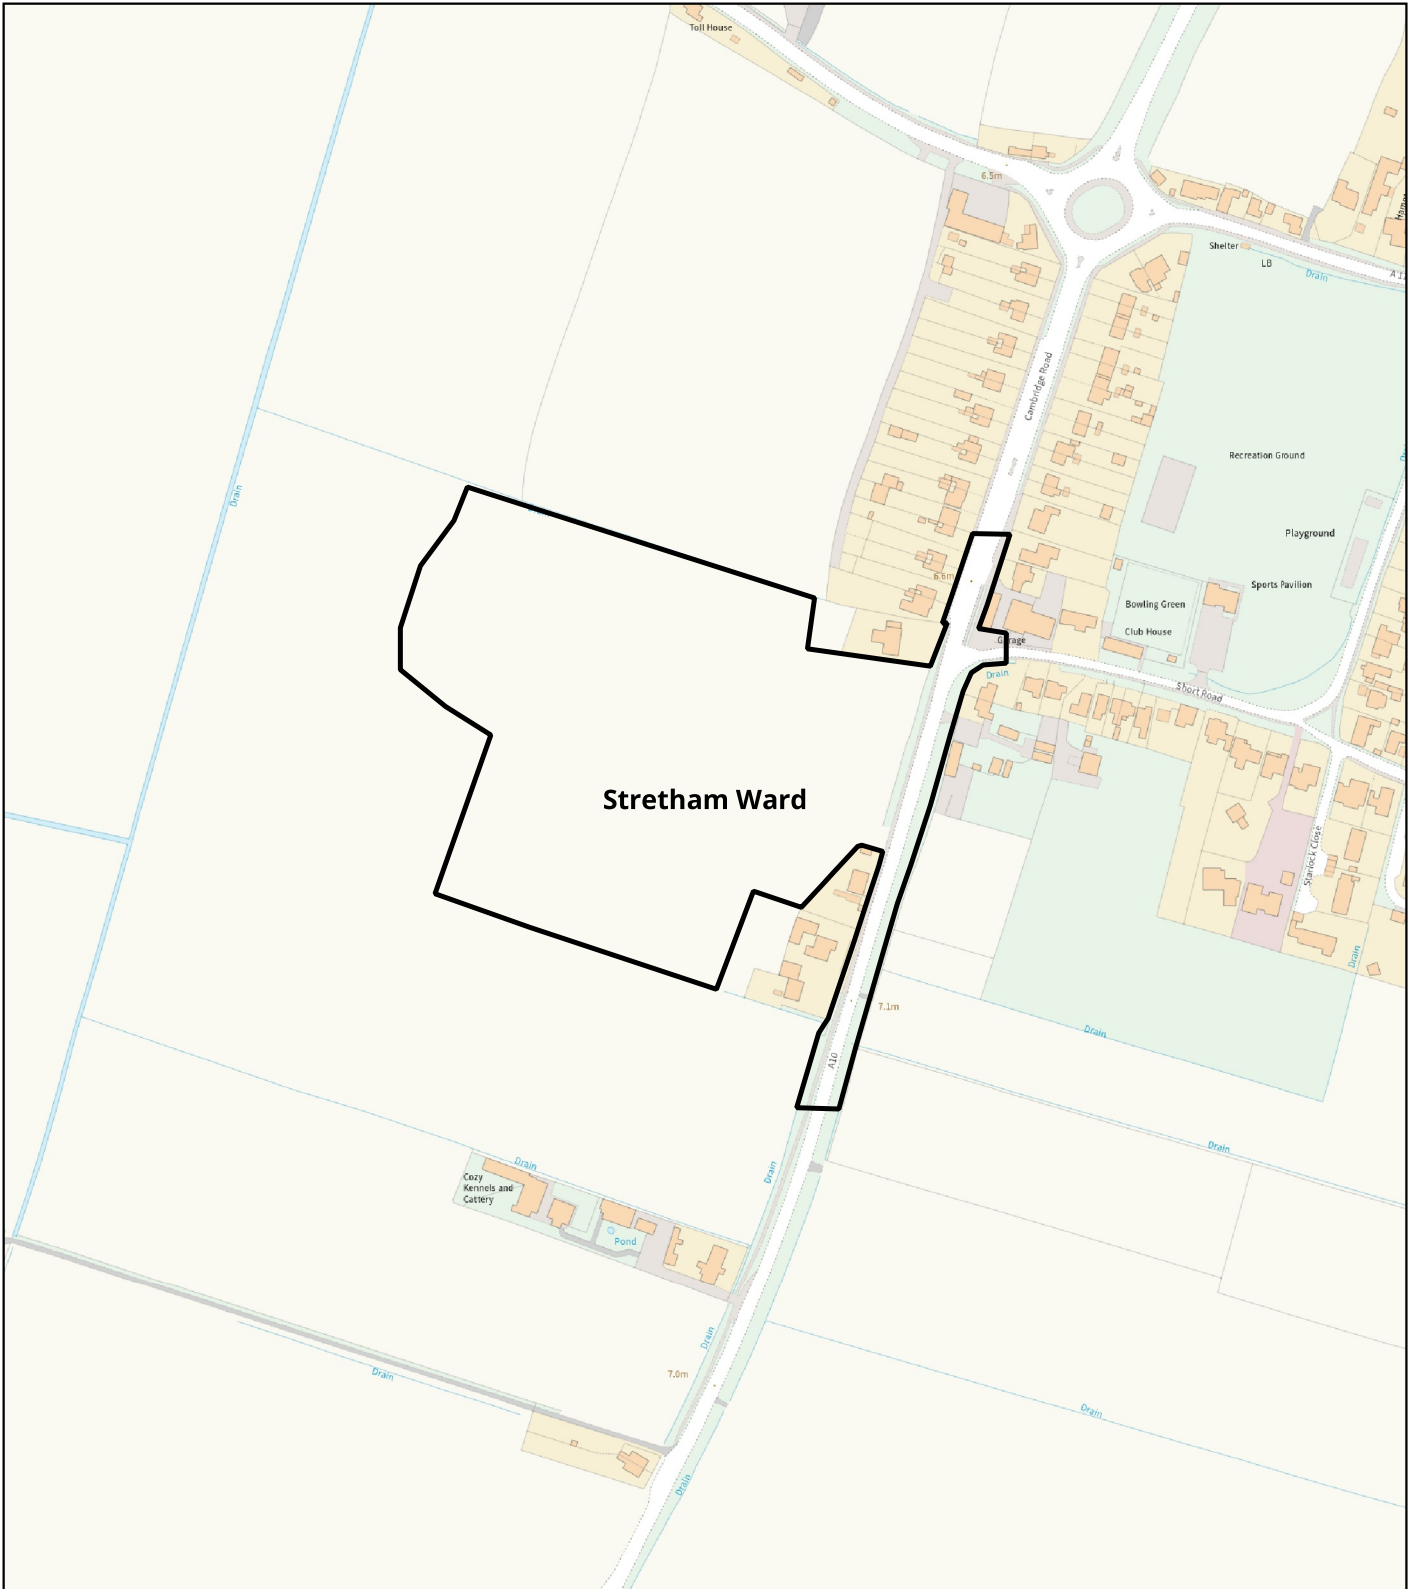 Toll House
6.5m
Shelter
LB
Drain
Cambridge Road
Recreation Ground
Drain
Playground
Drain
6.6m
Sports Pavilion
Bowling Green
Club House
Garage
Drain
Short Road
Stretham Ward
Starlock Close
Drain
7.1m
Drain
A10
Drain
Drain
Drain
Cozy
Kennels and
Cattery
Pond
Drain
7.0m
Drain
Drain
Drain